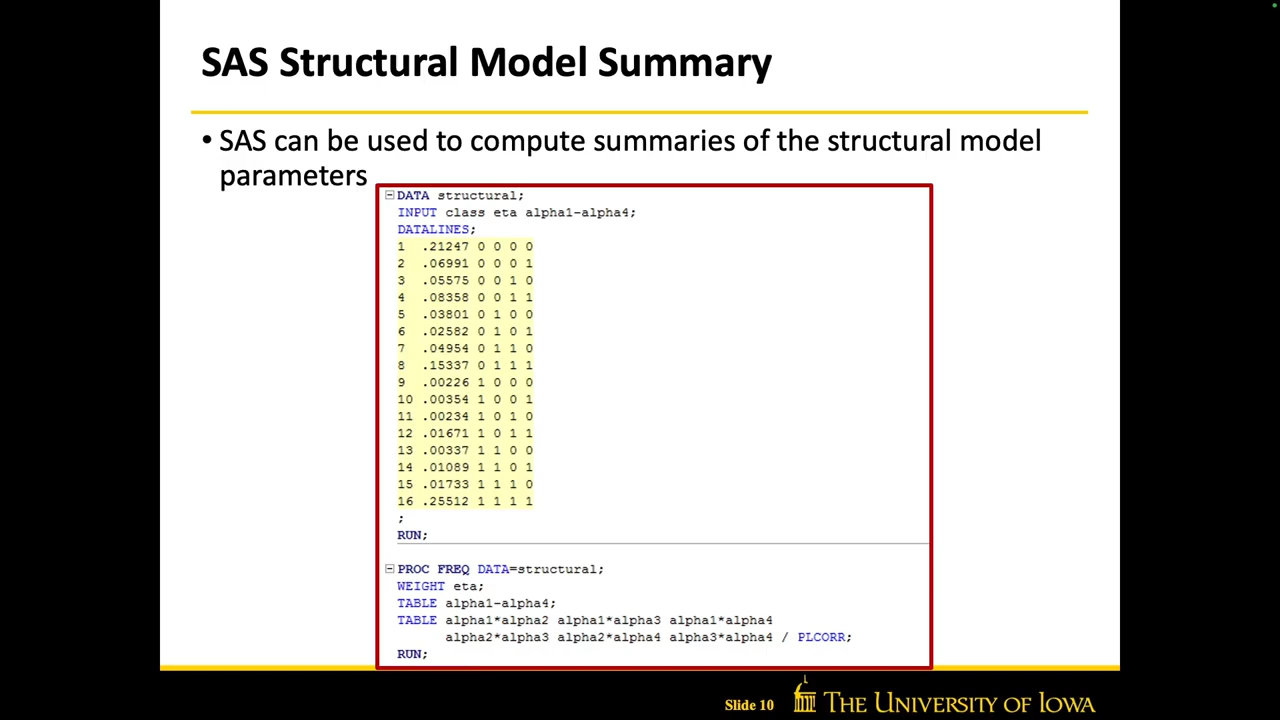 SAS Structural Model Summary
• SAS can be used to compute summaries of the structural model
parameters
DATA structural;
INPUT class eta alpha1-alpha4;
DATALINES;
1 .21247 0 0 0 0
2 .06991 0 0 0 1
3 .05575 0 0 1 0
4 .08358 0 0 1 1
5 .03801 0 1 0 0
6 .02582 0 1 0 1
7 .04954 0 1 1 0
8 .15337 0 1 1 1
9 .00226 1 0 0 0
10 .00354 1 0 0 1
11 .00234 1 0 1 0
12 .01671 1 0 1 1
13 .00337 1 1 0 0
14 .01089 1 1 0 1
15 .01733 1 1 1 0
16 .25512 1 1 1 1
;
RUN;
PROC FREQ DATA=structural;
WEIGHT eta;
TABLE alpha1-alpha4;
TABLE alpha1*alpha2 alpha1*alpha3 alpha1*alpha4
alpha2*alpha3 alpha2*alpha4 alpha3*alpha4 / PLCORR;
RUN;
Slide 10
THE UNIVERSITY OF IOWA